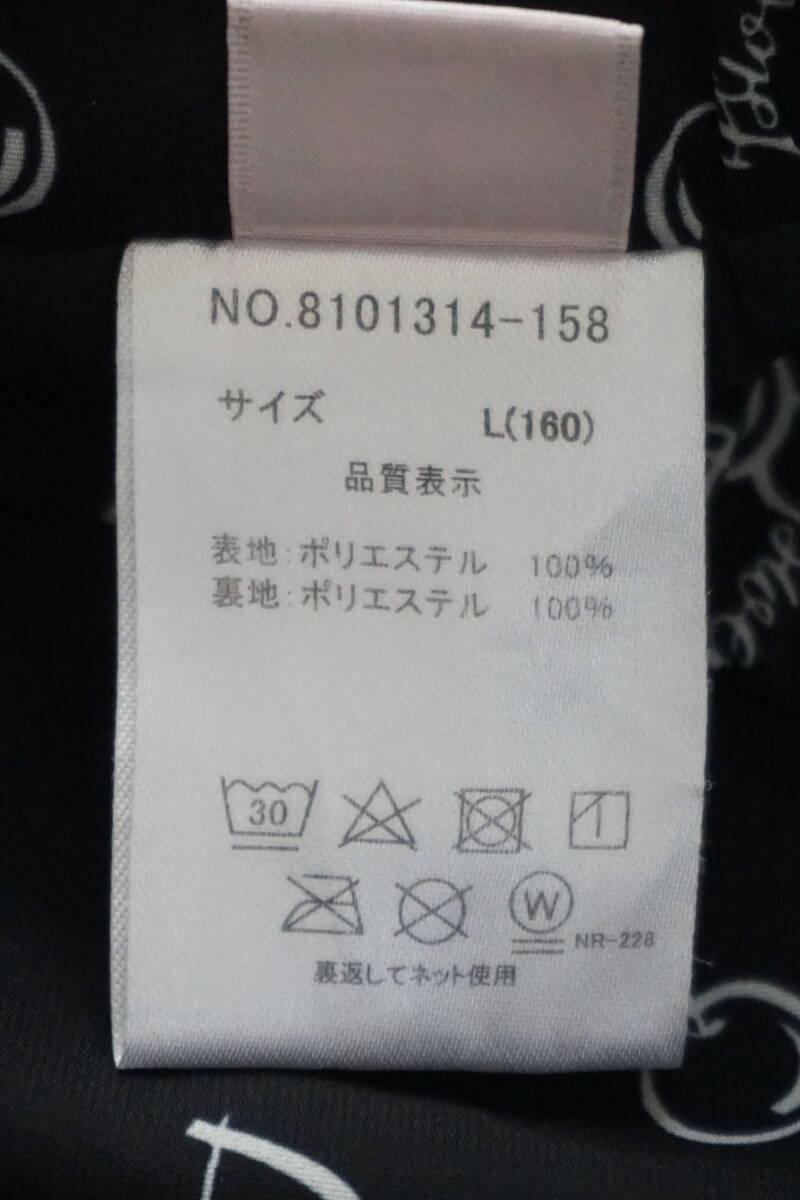 NO.8101314-158
サイズ L(160)
品質表示
表地:ポリエステル 100%
裏地:ポリエステル 100%
30
W
NR-228
裏返してネット使用